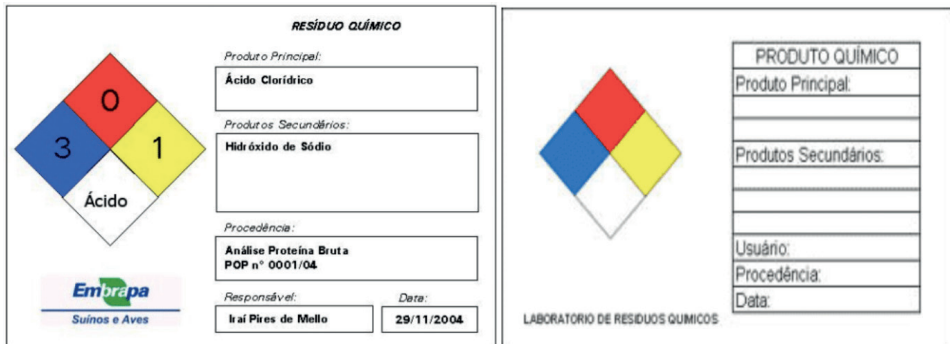 RESÍDUO QUÍMICO
Produto Principal:
Ácido Clorídrico
Produtos Secundários:
Hidróxido de Sódio
Procedência:
Análise Proteína Bruta
POP nº 0001/04
Responsável:
Data:
Iraí Pires de Mello
29/11/2004
0
3
1
Ácido
Embrapa
Suínos e Aves
PRODUTO QUÍMICO
Produto Principal:
Produtos Secundários:
Usuário:
Procedência:
Data:
LABORATORIO DE RESIDUOS QUIMICOS